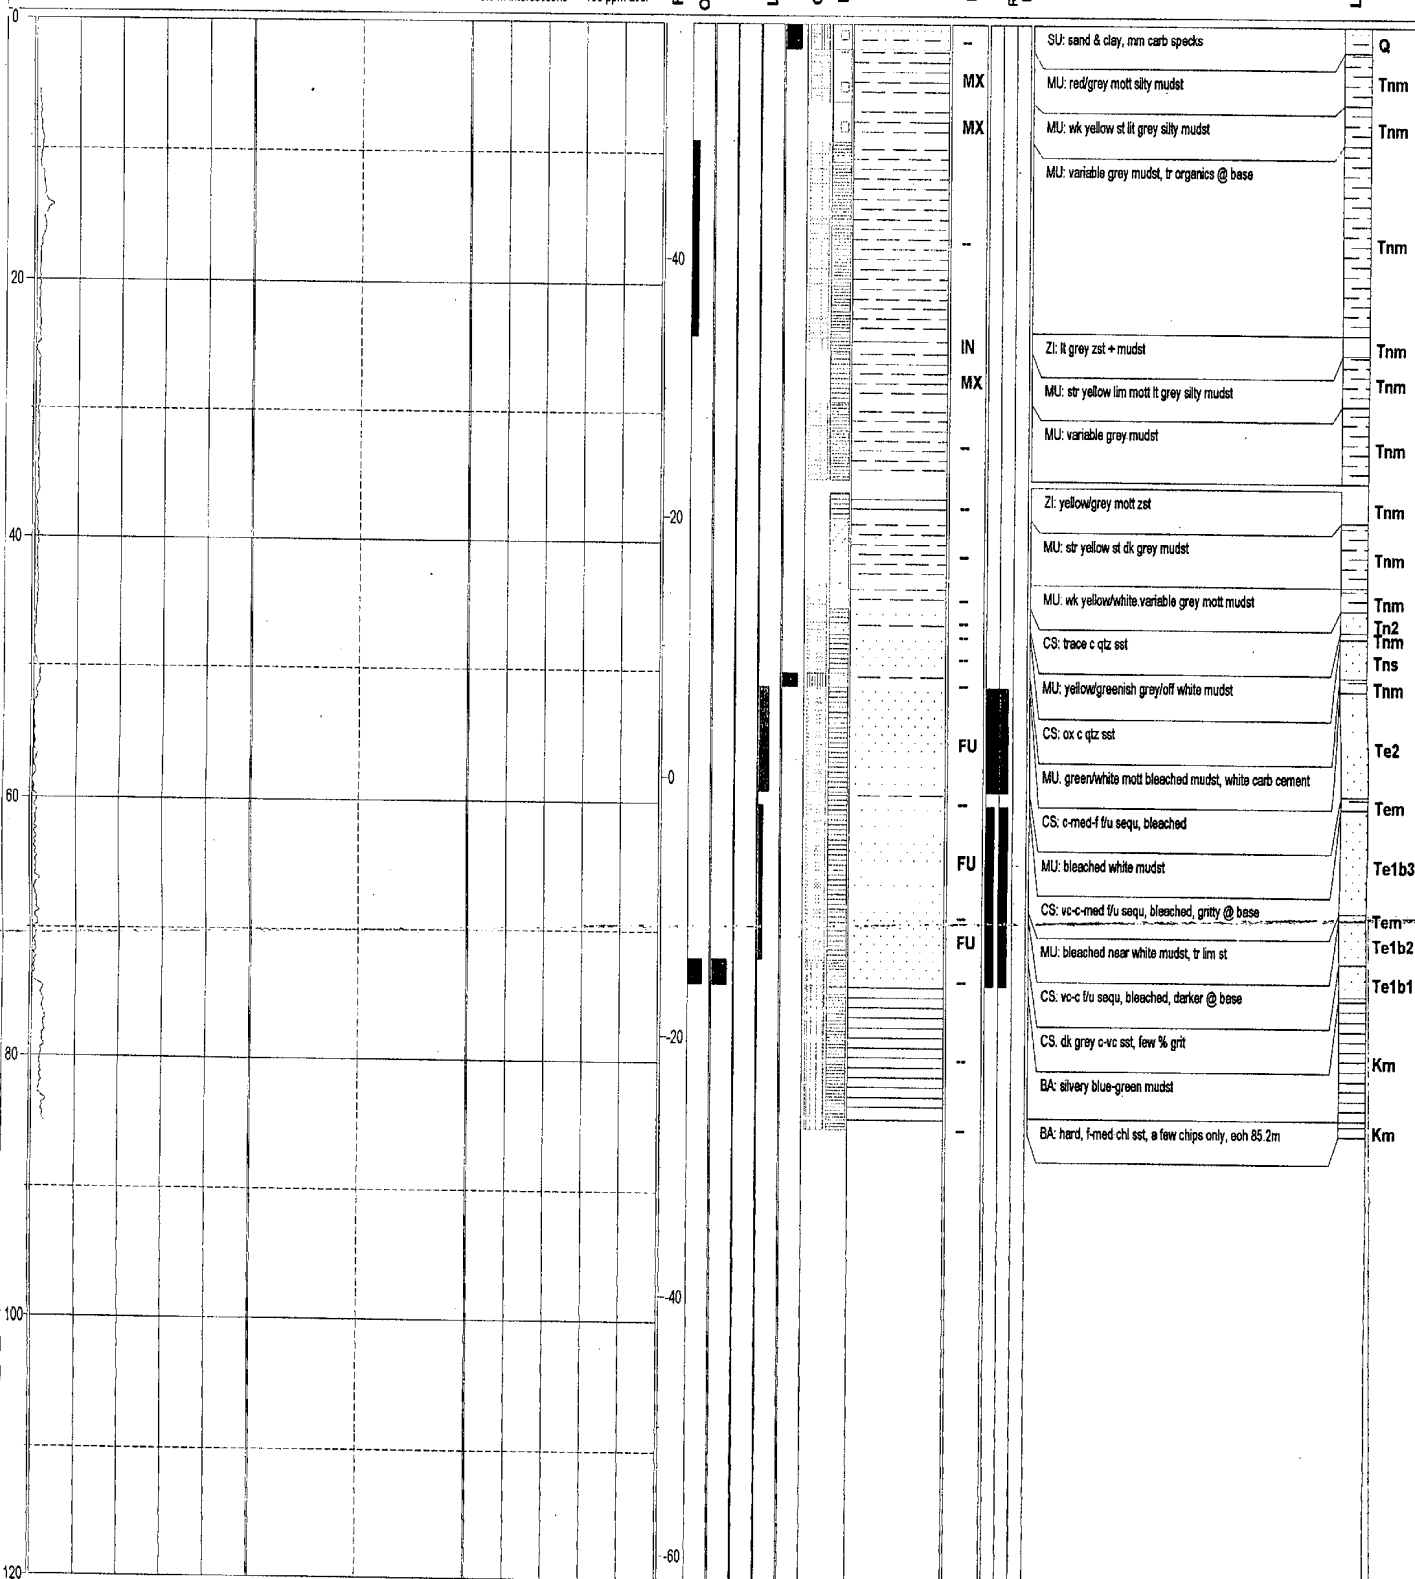 0
SU: sand & clay, mm carb specks
Q
MX
MU: red/grey mott silty mudst
Tnm
MX
MU: wk yellow st lit grey silty mudst
Tnm
MU: variable grey mudst, tr organics @ base
--
Tnm
40
20
IN
ZI: lt grey zst + mudst
Tnm
MX
MU: str yellow lim mott lt grey silty mudst
Tnm
MU: variable grey mudst
--
Tnm
ZI: yellow/grey mott zst
Tnm
20
40
MU: str yellow st dk grey mudst
Tnm
MU: wk yellow/white variable grey mott mudst
Tnm
Tn2
CS: trace c qtz sst
Tnm
Tns
MU: yellow/greenish grey/off white mudst
Tnm
CS: ox c qtz sst
FU
Te2
0
MU. green/white mott bleached mudst, white carb cement
60
Tem
CS: c-med-f f/u sequ, bleached
FU
MU: bleached white mudst
Te1b3
CS: vc-c-med f/u sequ, bleached, gritty @ base
Tem
FU
MU: bleached near white mudst, tr lim st
Te1b2
CS: vc-c f/u sequ, bleached, darker @ base
Te1b1
-20
CS. dk grey c-vc sst, few % grit
80
Km
BA: silvery blue-green mudst
BA: hard, f-med chl sst, a few chips only, eoh 85.2m
Km
-40
100
-60
120